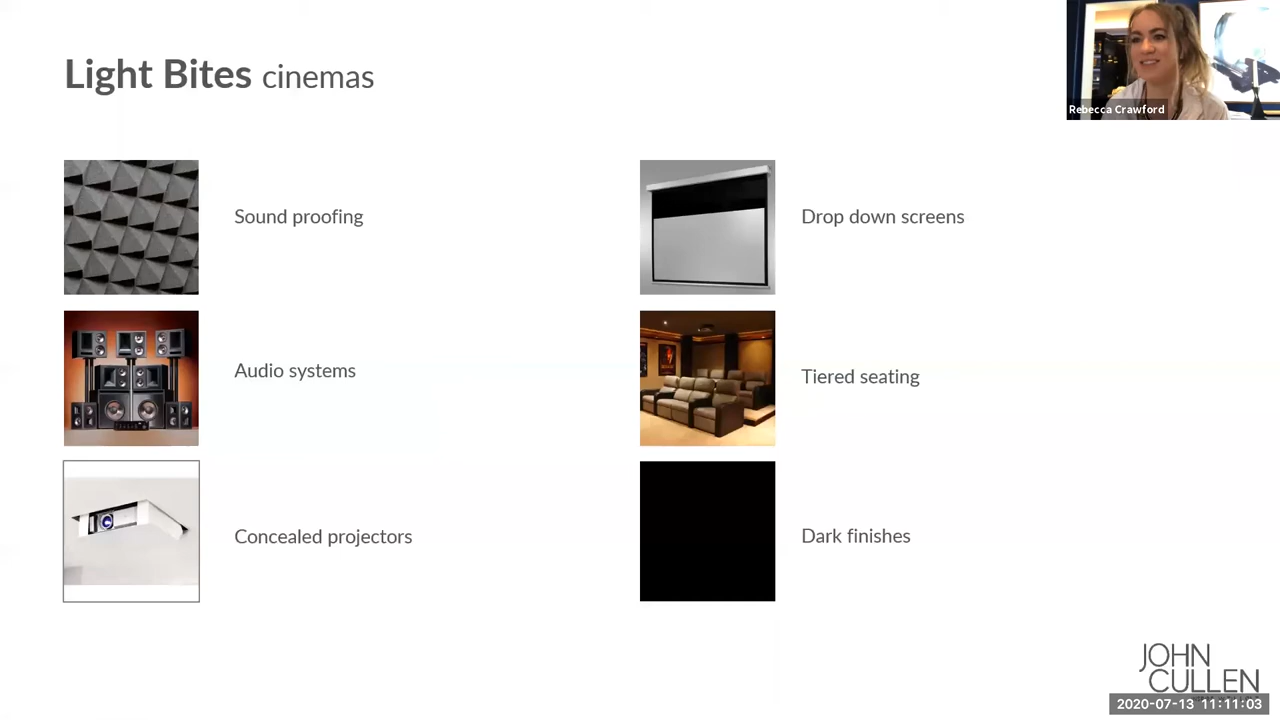 Light Bites cinemas
Rebecca Crawford
Sound proofing
Drop down screens
Audio systems
Tiered seating
Concealed projectors
Dark finishes
JOHN
CULLEN
2020-07-13 11:11:03